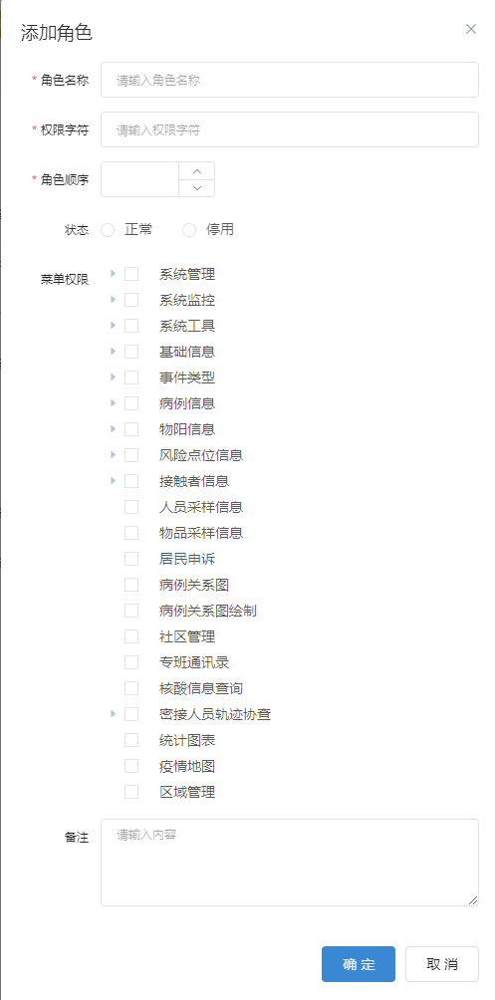 添加角色
* 角色名称 请输入角色名称
* 权限字符 请输入权限字符
* 角色顺序
状态 正常 停用
菜单权限 系统管理
系统监控
系统工具
基础信息
事件类型
病例信息
物阳信息
风险点位信息
接触者信息
人员采样信息
物品采样信息
居民申诉
病例关系图
病例关系图绘制
社区管理
专班通讯录
核酸信息查询
密接人员轨迹协查
统计图表
疫情地图
区域管理
备注 请输入内容
确 定 取 消